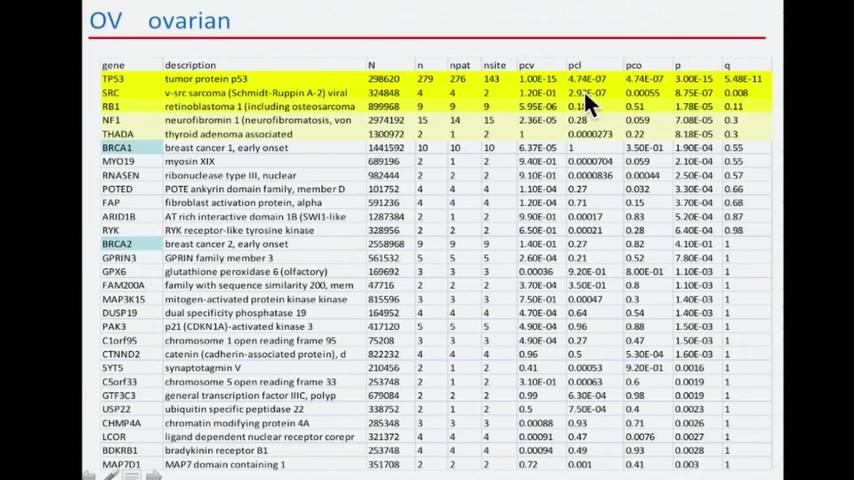 OV ovarian
gene description N n npat nsite pcv pcl pco p q
TP53 tumor protein p53 298620 279 276 143 1.00E-15 4.74E-07 4.74E-07 3.00E-15 5.48E-11
SRC v-src sarcoma (Schmidt-Ruppin A-2) viral 324848 4 4 2 1.20E-01 0.00055 8.75E-07 0.008
RB1 retinoblastoma 1 (including osteosarcoma 899968 9 9 9 5.95E-06 0.51 1.78E-05 0.11
NF1 neurofibromin 1 (neurofibromatosis, von 2974192 15 14 15 2.36E-05 0.28 0.059 7.08E-05 0.3
THADA thyroid adenoma associated 1300972 2 1 2 1 0.0000273 0.22 8.18E-05 0.3
BRCA1 breast cancer 1, early onset 1441592 10 10 10 6.37E-05 1 3.50E-01 1.90E-04 0.55
MYO19 myosin XIX 689196 2 1 2 9.40E-01 0.0000704 0.059 2.10E-04 0.55
RNASEN ribonuclease type III, nuclear 982444 2 1 2 9.10E-01 0.0000836 0.00044 2.50E-04 0.57
POTED POTE ankyrin domain family, member D 101752 4 4 4 1.10E-04 0.27 0.032 3.30E-04 0.66
FAP fibroblast activation protein, alpha 591236 4 4 4 1.20E-04 0.71 0.15 3.70E-04 0.68
ARID1B AT rich interactive domain 1B (SWI1-like 1287384 2 1 2 9.90E-01 0.00017 0.83 5.20E-04 0.87
RYK RYK receptor-like tyrosine kinase 328956 2 2 2 6.50E-01 0.00021 0.28 6.40E-04 0.98
BRCA2 breast cancer 2, early onset 2558968 9 9 9 1.40E-01 0.27 0.82 4.10E-01 1
GPRIN3 GPRIN family member 3 561532 5 5 5 2.60E-04 0.21 0.52 7.80E-04 1
GPX6 glutathione peroxidase 6 (olfactory) 169692 3 3 3 0.00036 9.20E-01 8.00E-01 1.10E-03 1
FAM200A family with sequence similarity 200, mem 47716 2 2 2 3.70E-04 3.50E-01 0.8 1.10E-03 1
MAP3K15 mitogen-activated protein kinase kinase 815596 3 3 3 7.50E-01 0.00047 0.3 1.40E-03 1
DUSP19 dual specificity phosphatase 19 164952 4 4 4 4.70E-04 0.64 0.54 1.40E-03 1
PAK3 p21 (CDKN1A)-activated kinase 3 417120 5 5 5 4.90E-04 0.96 0.88 1.50E-03 1
C1orf95 chromosome 1 open reading frame 95 75208 3 3 3 4.90E-04 0.27 0.47 1.50E-03 1
CTNND2 catenin (cadherin-associated protein), d 822232 4 4 4 0.96 0.5 5.30E-04 1.60E-03 1
SYT5 synaptotagmin V 210456 2 1 2 0.41 0.00053 9.20E-01 0.0016 1
C5orf33 chromosome 5 open reading frame 33 253748 2 1 2 3.10E-01 0.00063 0.6 0.0019 1
GTF3C3 general transcription factor IIIC, polyp 679084 2 2 2 0.99 6.30E-04 0.98 0.0019 1
USP22 ubiquitin specific peptidase 22 338752 2 1 2 0.5 7.50E-04 0.4 0.0023 1
CHMP4A chromatin modifying protein 4A 285348 3 3 3 0.00088 0.93 0.71 0.0026 1
LCOR ligand dependent nuclear receptor corepr 321372 4 4 4 0.00091 0.47 0.0076 0.0027 1
BDKRB1 bradykinin receptor B1 253748 4 4 4 0.00094 0.49 0.93 0.0028 1
MAP7D1 MAP7 domain containing 1 351708 2 2 2 0.72 0.001 0.41 0.003 1